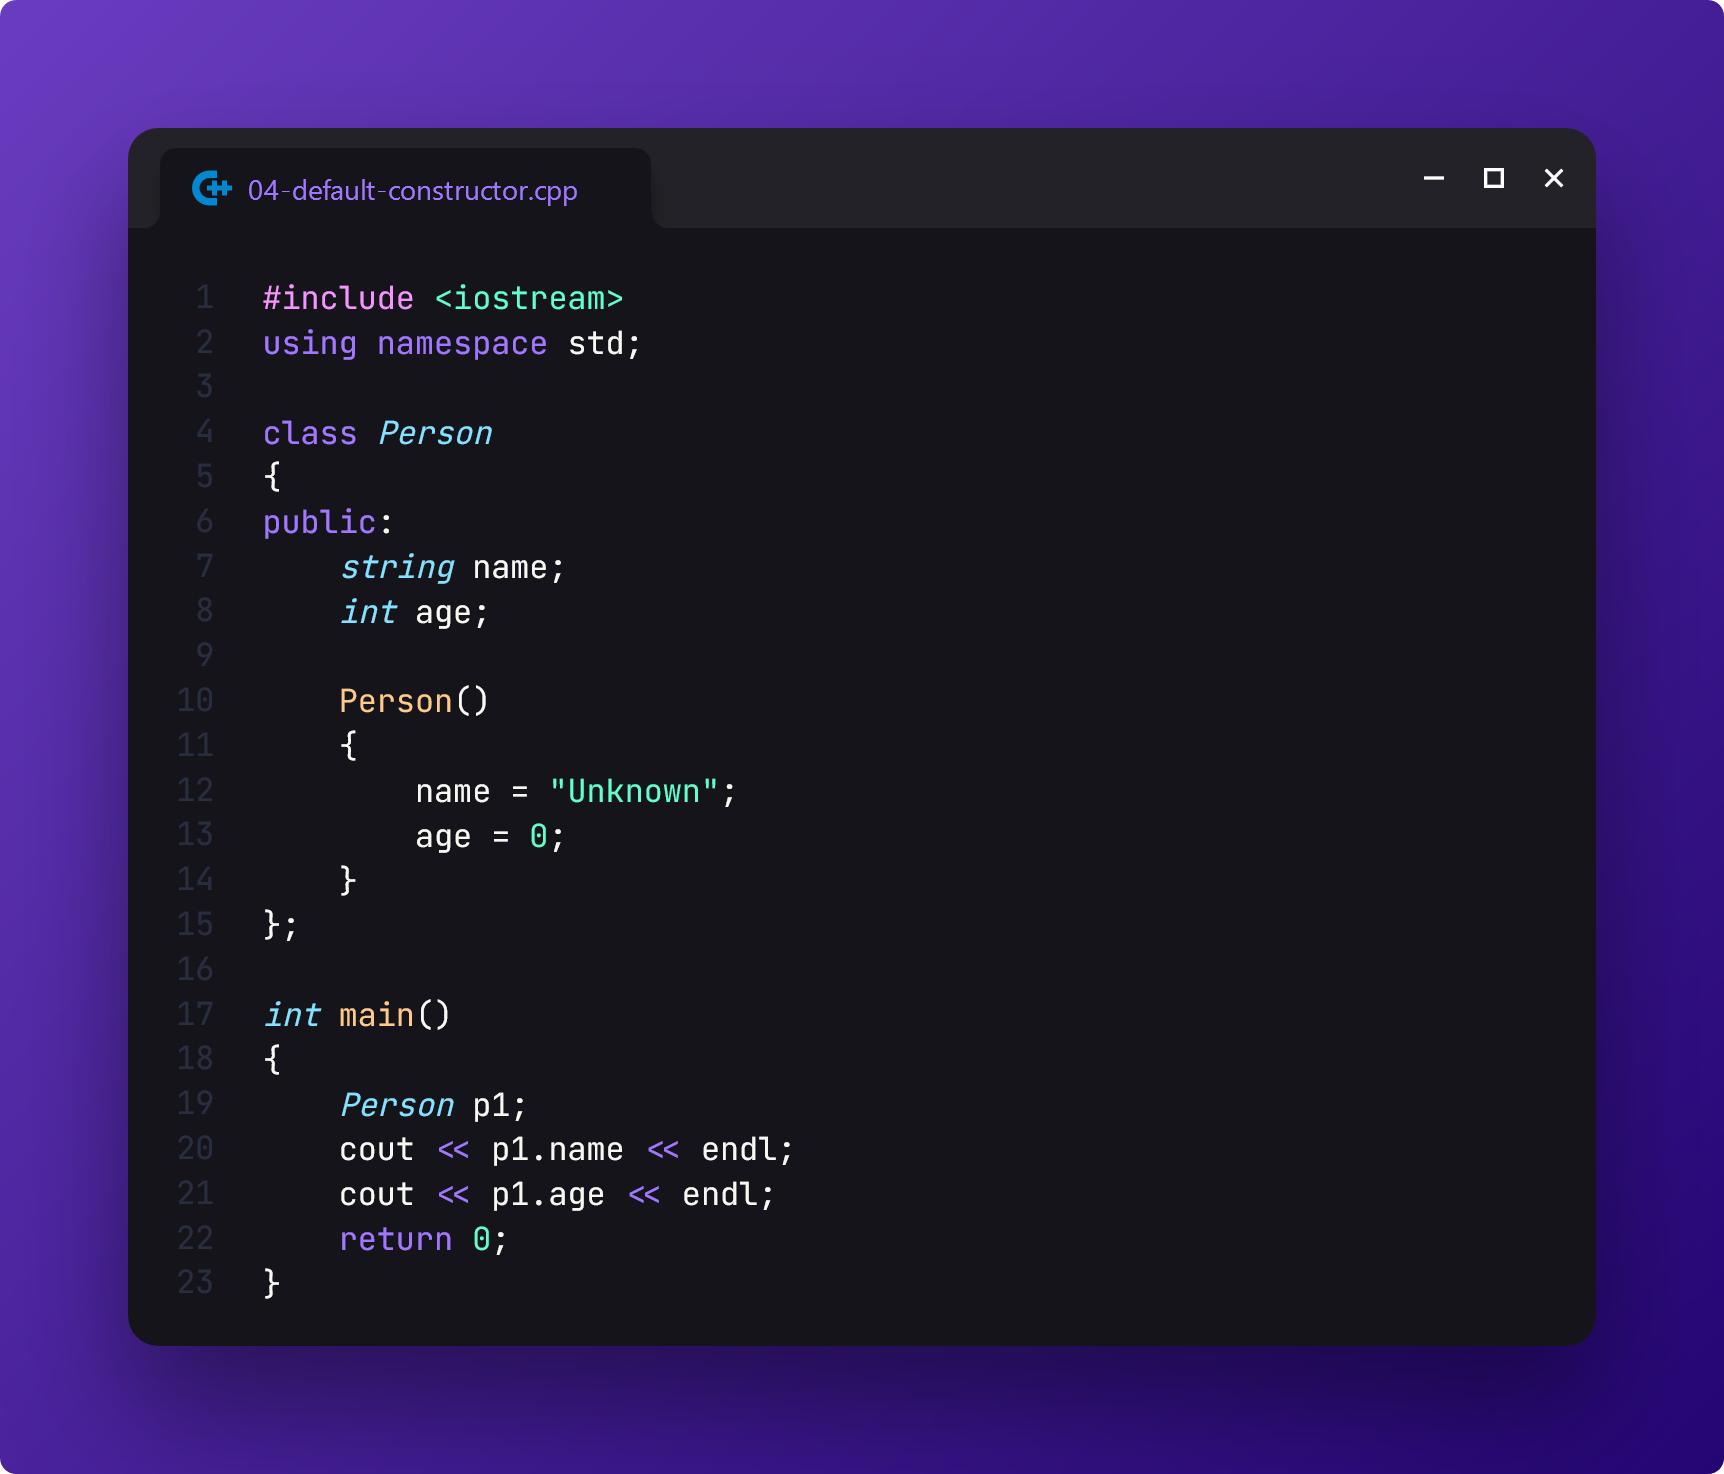 04-default-constructor.cpp
1 #include <iostream>
2 using namespace std;
3
4 class Person
5 {
6 public:
7     string name;
8     int age;
9
10     Person()
11     {
12         name = "Unknown";
13         age = 0;
14     }
15 };
16
17 int main()
18 {
19     Person p1;
20     cout << p1.name << endl;
21     cout << p1.age << endl;
22     return 0;
23 }